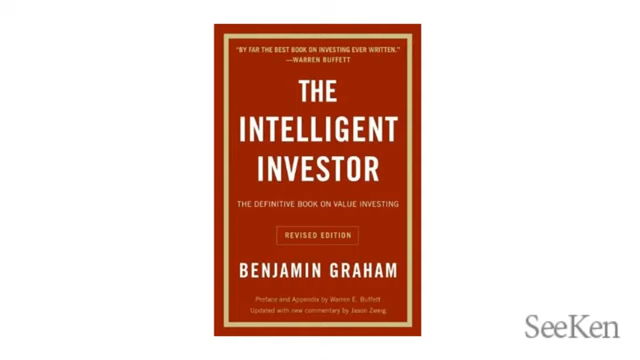 "BY FAR THE BEST BOOK ON INVESTING EVER WRITTEN."
—WARREN BUFFETT
THE
INTELLIGENT
INVESTOR
THE DEFINITIVE BOOK ON VALUE INVESTING
REVISED EDITION
BENJAMIN GRAHAM
Preface and Appendix by Warren E. Buffett
Updated with new commentary by Jason Zweig
SeeKen